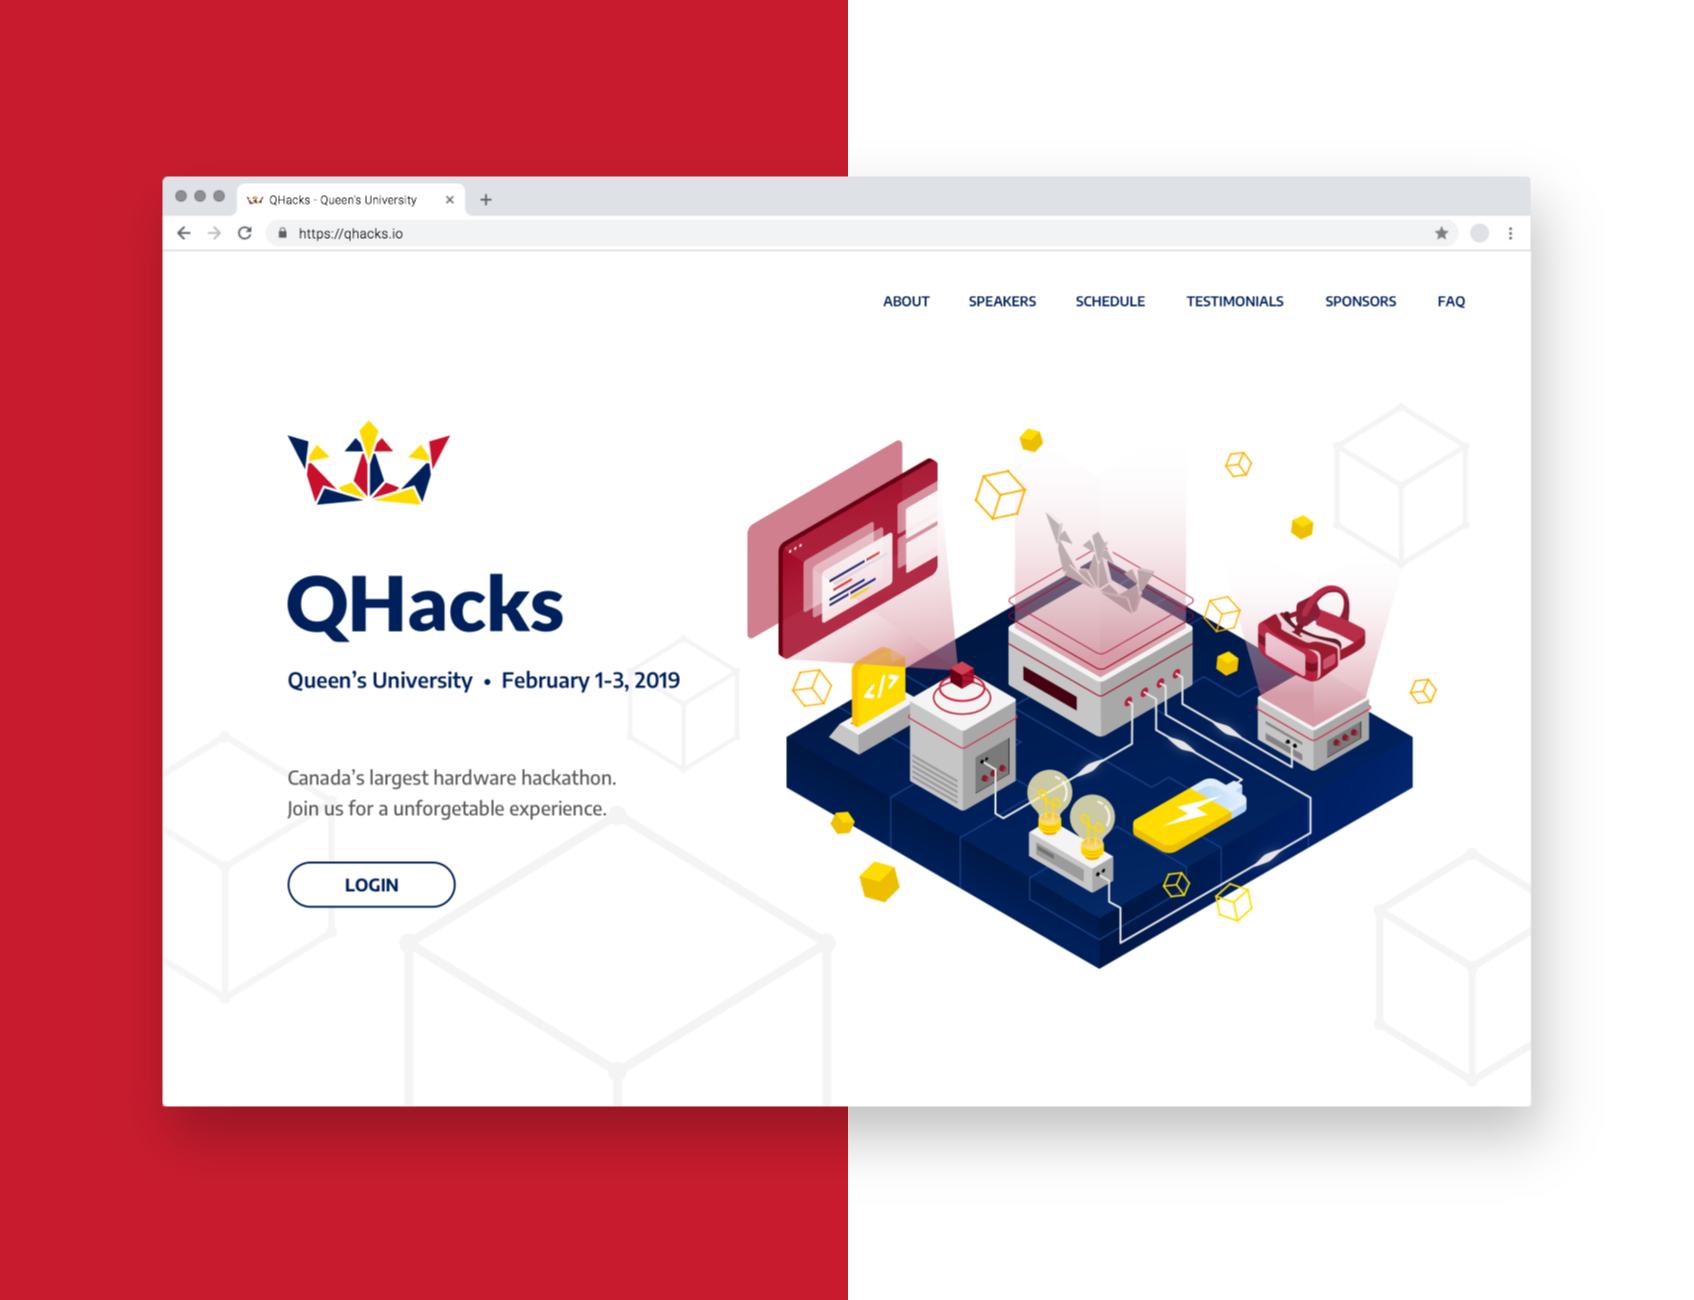 QHacks - Queen's University
https://qhacks.io
ABOUT SPEAKERS SCHEDULE TESTIMONIALS SPONSORS FAQ
QHacks
Queen's University • February 1-3, 2019
Canada's largest hardware hackathon.
Join us for a unforgetable experience.
LOGIN
</>